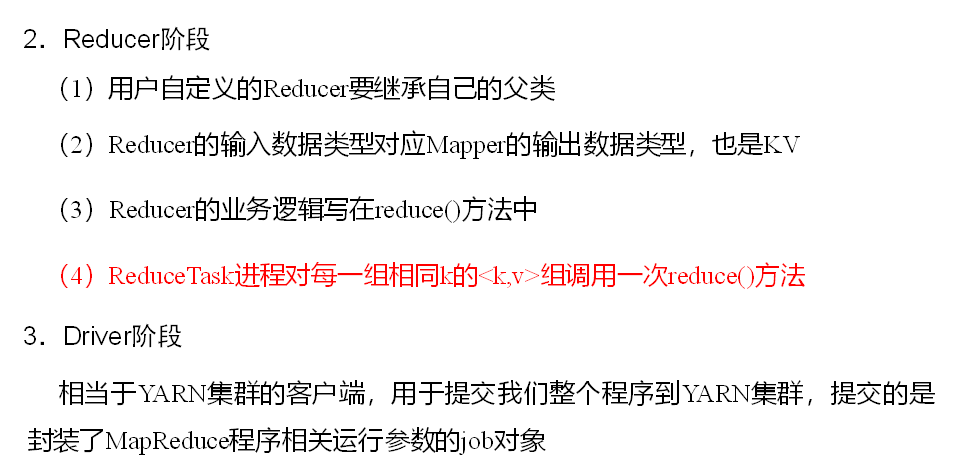 2．Reducer阶段
（1）用户自定义的Reducer要继承自己的父类
（2）Reducer的输入数据类型对应Mapper的输出数据类型，也是KV
（3）Reducer的业务逻辑写在reduce()方法中
（4）ReduceTask进程对每一组相同k的<k,v>组调用一次reduce()方法
3．Driver阶段
相当于YARN集群的客户端，用于提交我们整个程序到YARN集群，提交的是
封装了MapReduce程序相关运行参数的job对象